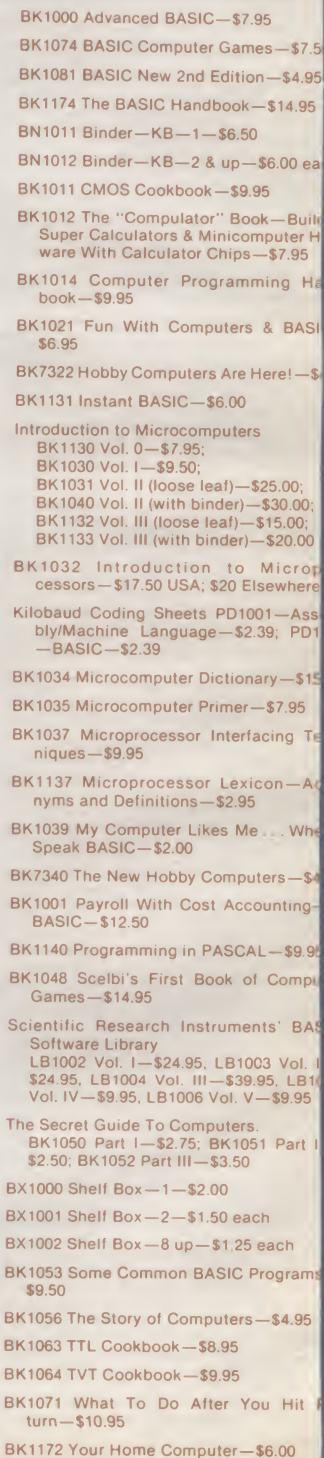 BK1000 Advanced BASIC—$7.95
BK1074 BASIC Computer Games—$7.5
BK1081 BASIC New 2nd Edition—$4.95
BK1174 The BASIC Handbook—$14.95
BN1011 Binder—KB—1—$6.50
BN1012 Binder—KB—2 & up—$6.00 ea
BK1011 CMOS Cookbook—$9.95
BK1012 The "Compulator" Book—Buil
Super Calculators & Minicomputer H
ware With Calculator Chips—$7.95
BK1014 Computer Programming Ha
book—$9.95
BK1021 Fun With Computers & BASI
$6.95
BK7322 Hobby Computers Are Here!—$
BK1131 Instant BASIC—$6.00
Introduction to Microcomputers
BK1130 Vol. 0—$7.95;
BK1030 Vol. I—$9.50;
BK1031 Vol. II (loose leaf)—$25.00;
BK1040 Vol. II (with binder)—$30.00;
BK1132 Vol. III (loose leaf)—$15.00;
BK1133 Vol. III (with binder)—$20.00
BK1032 Introduction to Microp
cessors—$17.50 USA; $20 Elsewhere
Kilobaud Coding Sheets PD1001—Ass
bly/Machine Language—$2.39; PD1
—BASIC—$2.39
BK1034 Microcomputer Dictionary—$15
BK1035 Microcomputer Primer—$7.95
BK1037 Microprocessor Interfacing Te
niques—$9.95
BK1137 Microprocessor Lexicon—Ac
nyms and Definitions—$2.95
BK1039 My Computer Likes Me... Whe
Speak BASIC—$2.00
BK7340 The New Hobby Computers—$4
BK1001 Payroll With Cost Accounting—
BASIC—$12.50
BK1140 Programming in PASCAL—$9.95
BK1048 Scelbi's First Book of Compu
Games—$14.95
Scientific Research Instruments' BAS
Software Library
LB1002 Vol. I—$24.95, LB1003 Vol. I
$24.95, LB1004 Vol. III—$39.95, LB10
Vol. IV—$9.95, LB1006 Vol. V—$9.95
The Secret Guide To Computers.
BK1050 Part I—$2.75; BK1051 Part I
$2.50; BK1052 Part III—$3.50
BX1000 Shelf Box—1—$2.00
BX1001 Shelf Box—2—$1.50 each
BX1002 Shelf Box—8 up—$1.25 each
BK1053 Some Common BASIC Programs
$9.50
BK1056 The Story of Computers—$4.95
BK1063 TTL Cookbook—$8.95
BK1064 TVT Cookbook—$9.95
BK1071 What To Do After You Hit R
turn—$10.95
BK1172 Your Home Computer—$6.00